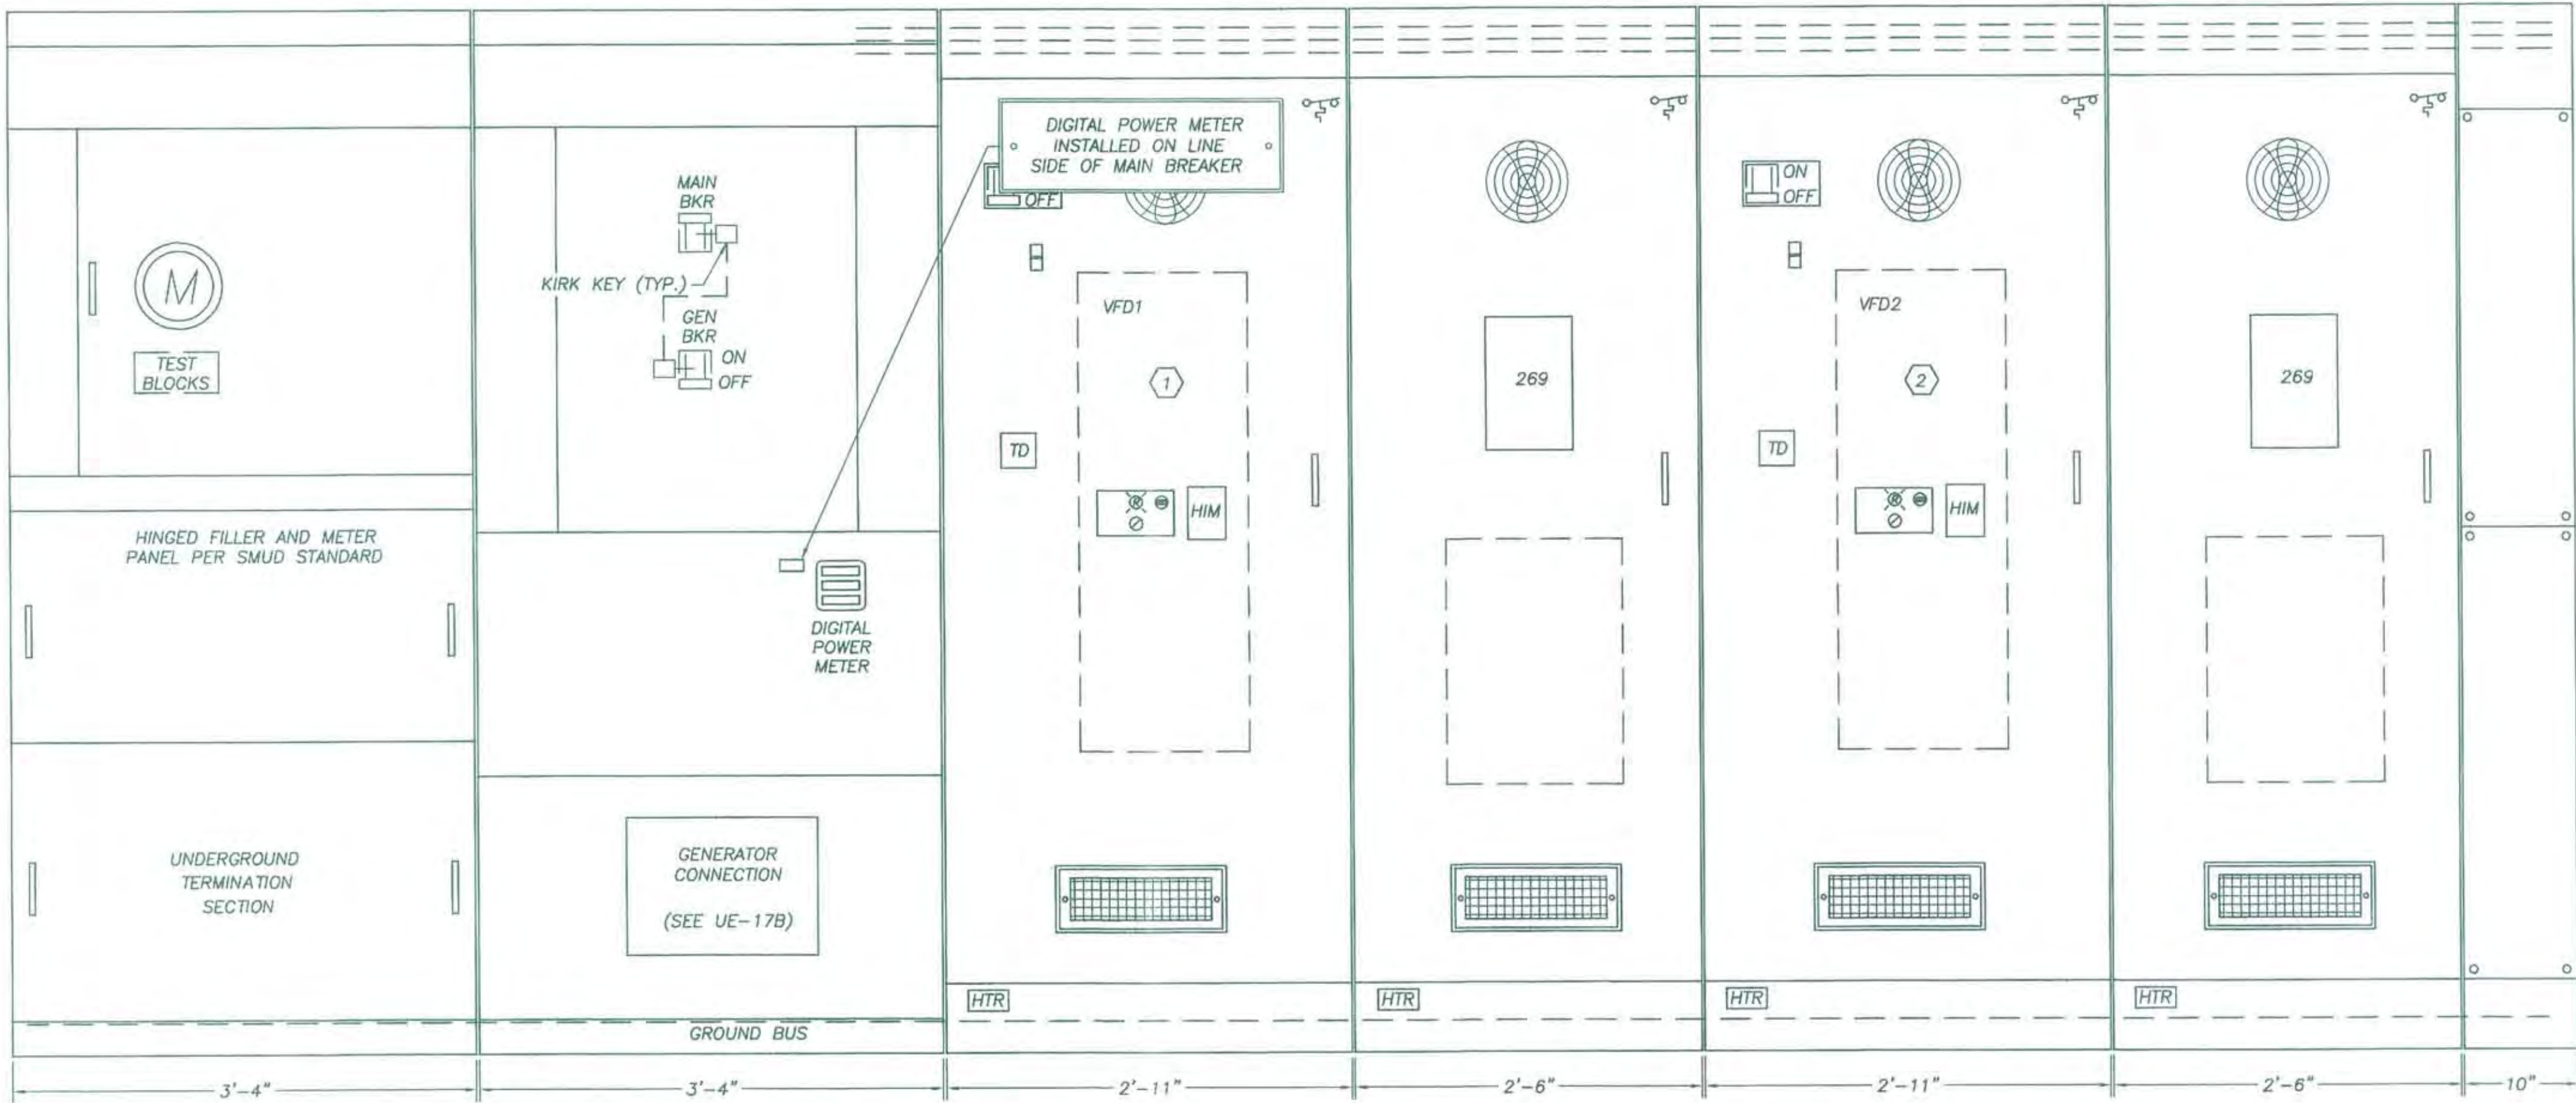 M
TEST
BLOCKS
HINGED FILLER AND METER
PANEL PER SMUD STANDARD
UNDERGROUND
TERMINATION
SECTION
MAIN
BKR
KIRK KEY (TYP.)
GEN
BKR
ON
OFF
DIGITAL
POWER
METER
GENERATOR
CONNECTION
(SEE UE-17B)
GROUND BUS
DIGITAL POWER METER
INSTALLED ON LINE
SIDE OF MAIN BREAKER
OFF
VFD1
1
TD
R
HIM
HTR
269
HTR
ON
OFF
VFD2
2
TD
R
HIM
HTR
269
HTR
3'-4"
3'-4"
2'-11"
2'-6"
2'-11"
2'-6"
10"